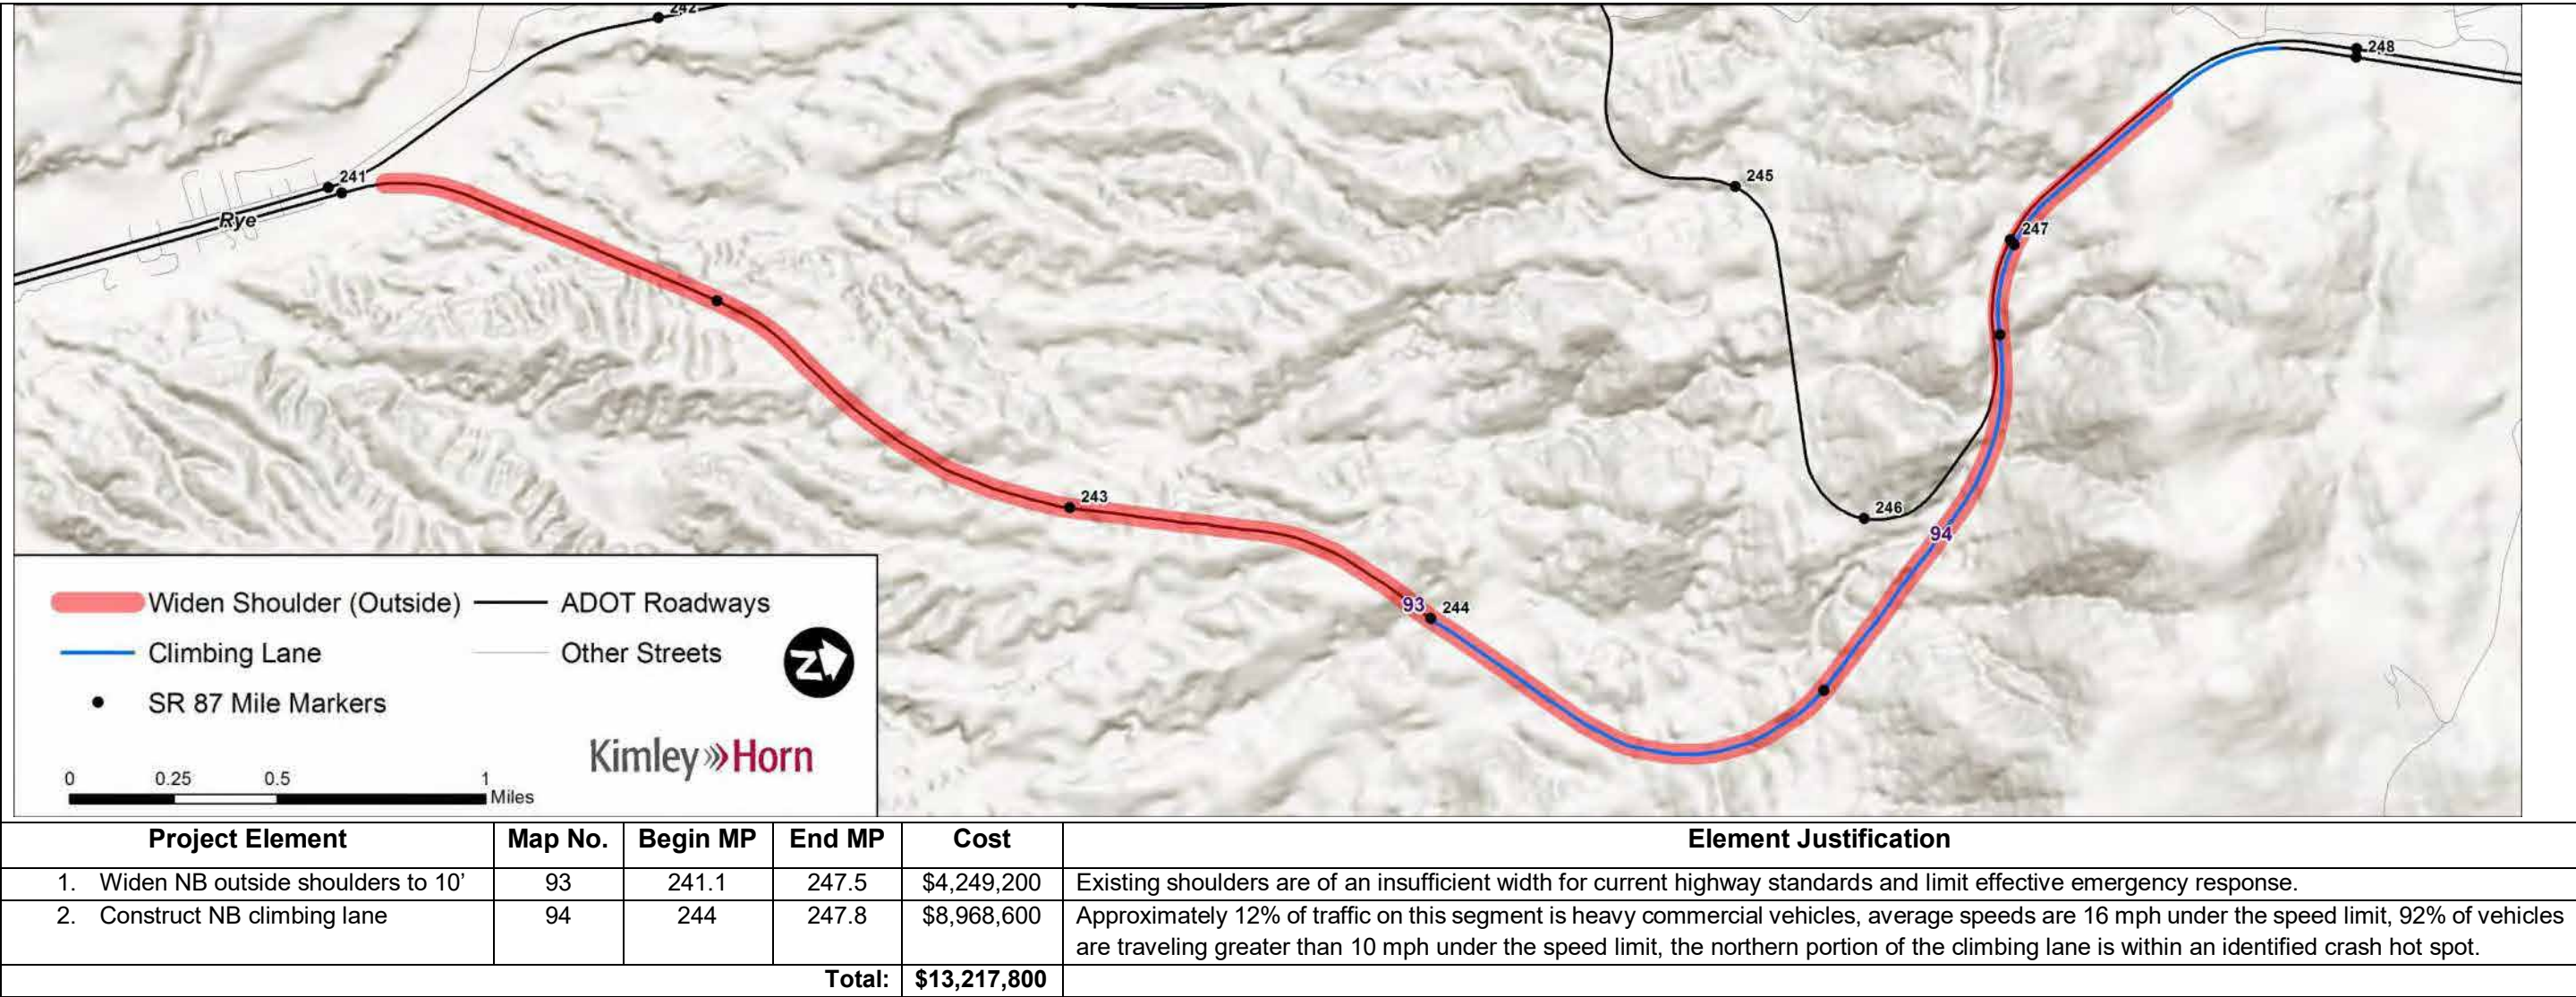 242
248
241
Rye
245
247
246
94
243
93
244
Widen Shoulder (Outside)
ADOT Roadways
Climbing Lane
Other Streets
SR 87 Mile Markers
Z
Kimley»Horn
0 0.25 0.5 1
Miles
Project Element Map No. Begin MP End MP Cost Element Justification
1. Widen NB outside shoulders to 10’ 93 241.1 247.5 $4,249,200 Existing shoulders are of an insufficient width for current highway standards and limit effective emergency response.
2. Construct NB climbing lane 94 244 247.8 $8,968,600 Approximately 12% of traffic on this segment is heavy commercial vehicles, average speeds are 16 mph under the speed limit, 92% of vehicles
are traveling greater than 10 mph under the speed limit, the northern portion of the climbing lane is within an identified crash hot spot.
Total: $13,217,800